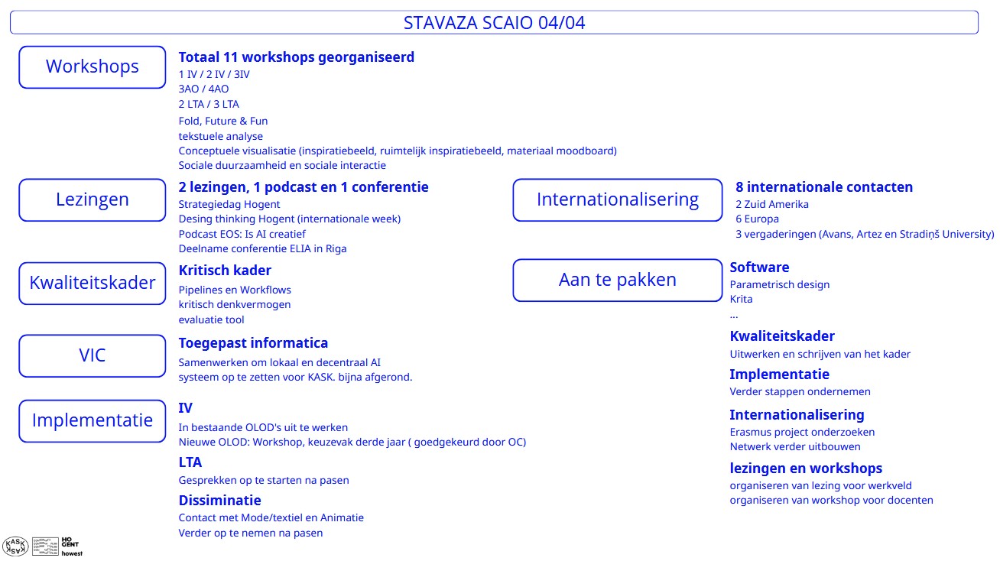 STAVAZA SCAIO 04/04
Workshops
Totaal 11 workshops georganiseerd
1 IV / 2 IV / 3IV
3AO / 4AO
2 LTA / 3 LTA
Fold, Future & Fun
tekstuele analyse
Conceptuele visualisatie (inspiratiebeeld, ruimtelijk inspiratiebeeld, materiaal moodboard)
Sociale duurzaamheid en sociale interactie
Lezingen
2 lezingen, 1 podcast en 1 conferentie
Strategiedag Hogent
Desing thinking Hogent (internationale week)
Podcast EOS: Is AI creatief
Deelname conferentie ELIA in Riga
Kwaliteitskader
Kritisch kader
Pipelines en Workflows
kritisch denkvermogen
evaluatie tool
VIC
Toegepast informatica
Samenwerken om lokaal en decentraal AI
systeem op te zetten voor KASK. bijna afgerond.
Implementatie
IV
In bestaande OLOD's uit te werken
Nieuwe OLOD: Workshop, keuzevak derde jaar ( goedgekeurd door OC)
LTA
Gesprekken op te starten na pasen
Dissiminatie
Contact met Mode/textiel en Animatie
Verder op te nemen na pasen
Internationalisering
8 internationale contacten
2 Zuid Amerika
6 Europa
3 vergaderingen (Avans, Artez en Stradiņš University)
Aan te pakken
Software
Parametrisch design
Krita
...
Kwaliteitskader
Uitwerken en schrijven van het kader
Implementatie
Verder stappen ondernemen
Internationalisering
Erasmus project onderzoeken
Netwerk verder uitbouwen
lezingen en workshops
organiseren van lezing voor werkveld
organiseren van workshop voor docenten
KASK
KASK
HO
GENT
howest